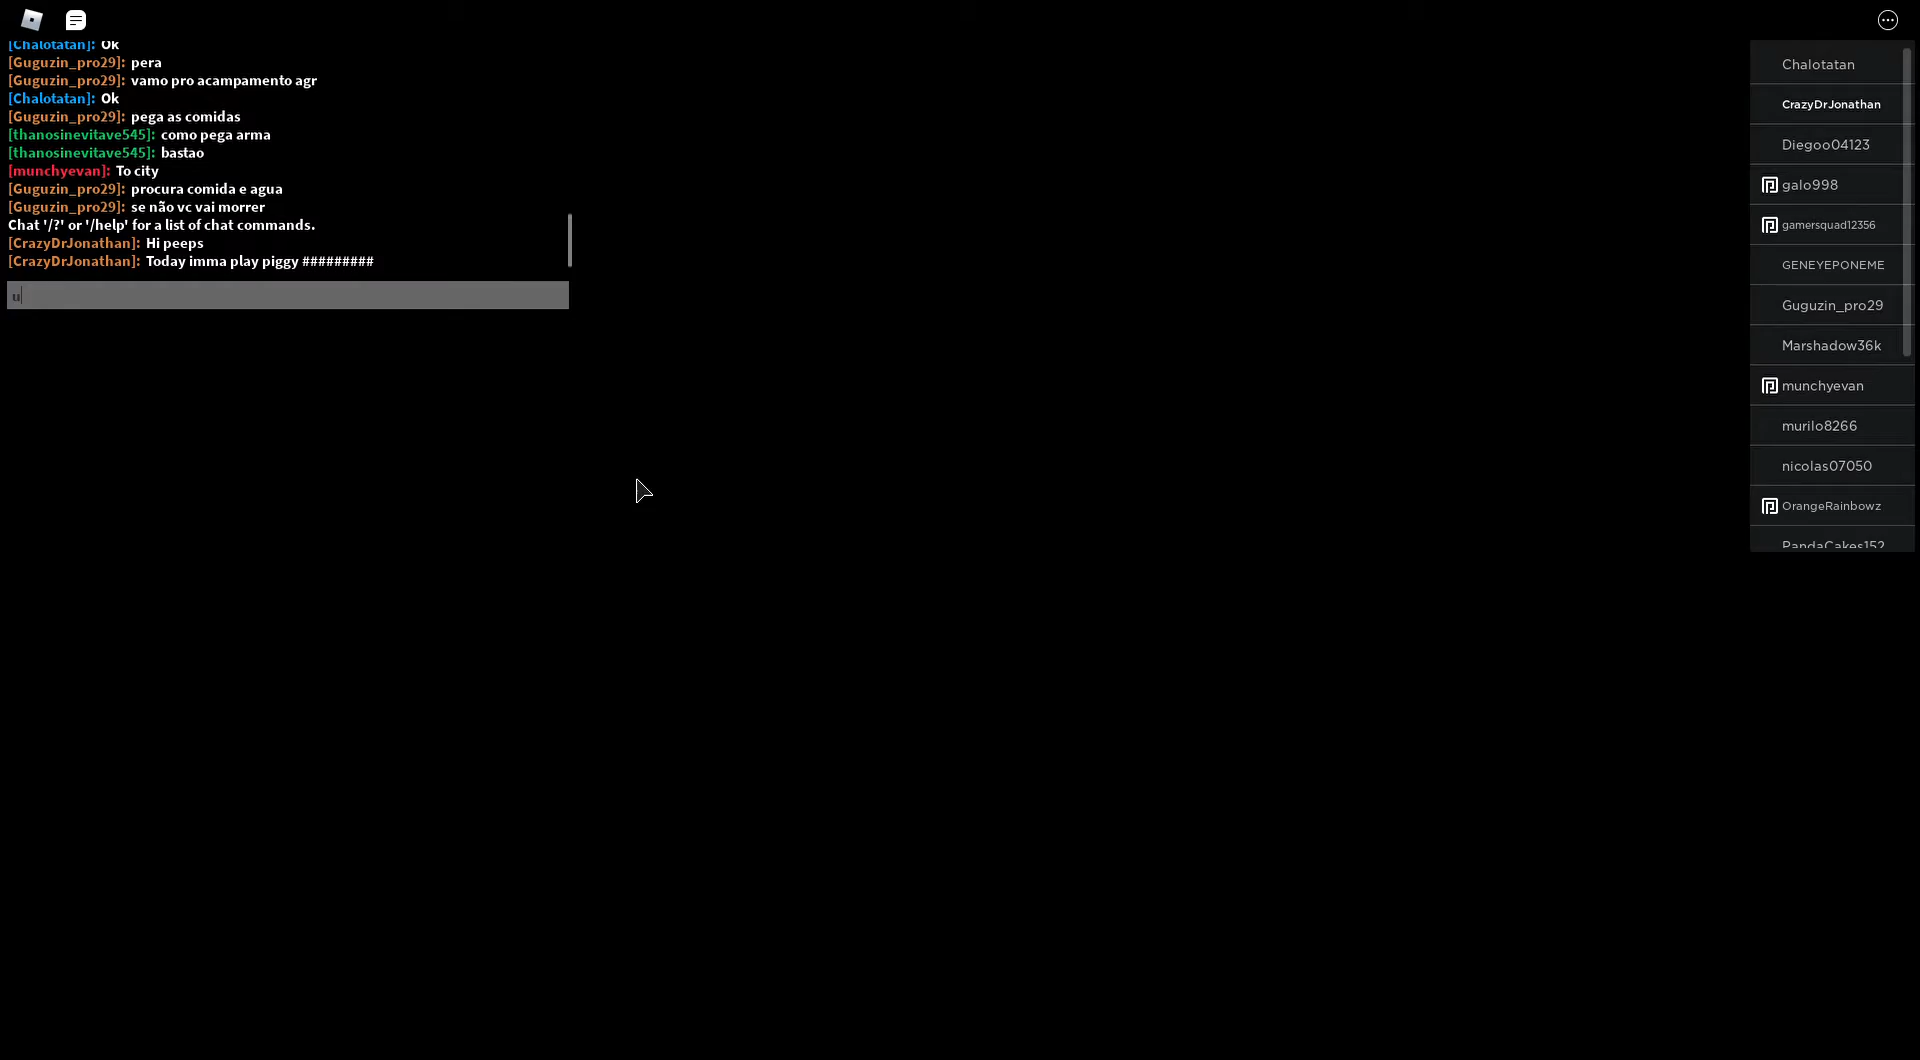 [Chalotatan]: Ok
[Guguzin_pro29]: pera
[Guguzin_pro29]: vamo pro acampamento agr
[Chalotatan]: Ok
[Guguzin_pro29]: pega as comidas
[thanosinevitave545]: como pega arma
[thanosinevitave545]: bastao
[munchyevan]: To city
[Guguzin_pro29]: procura comida e agua
[Guguzin_pro29]: se não vc vai morrer
Chat '/?' or '/help' for a list of chat commands.
[CrazyDrJonathan]: Hi peeps
[CrazyDrJonathan]: Today imma play piggy #########
u
Chalotatan
CrazyDrJonathan
Diegoo04123
galo998
gamersquad12356
GENEYEPONEME
Guguzin_pro29
Marshadow36k
munchyevan
murilo8266
nicolas07050
OrangeRainbowz
PandaCakes152